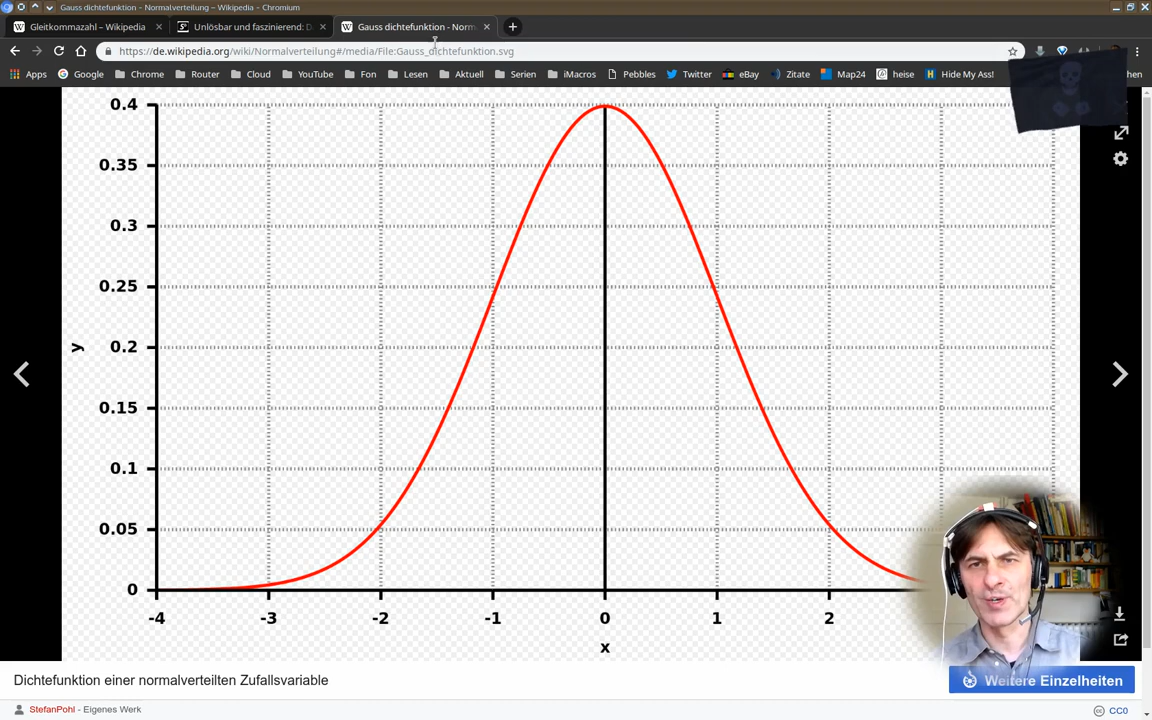 Gauss dichtefunktion – Normalverteilung – Wikipedia - Chromium
Gleitkommazahl – Wikipedia
Unlösbar und faszinierend: D
Gauss dichtefunktion - Norm
https://de.wikipedia.org/wiki/Normalverteilung#/media/File:Gauss_dichtefunktion.svg
Apps Google Chrome Router Cloud YouTube Fon Lesen Aktuell Serien iMacros Pebbles Twitter eBay Zitate Map24 heise Hide My Ass!
0.4
0.35
0.3
0.25
0.2
0.15
0.1
0.05
0
y
-4 -3 -2 -1 0 1 2
x
Dichtefunktion einer normalverteilten Zufallsvariable
Weitere Einzelheiten
StefanPohl - Eigenes Werk
CC0